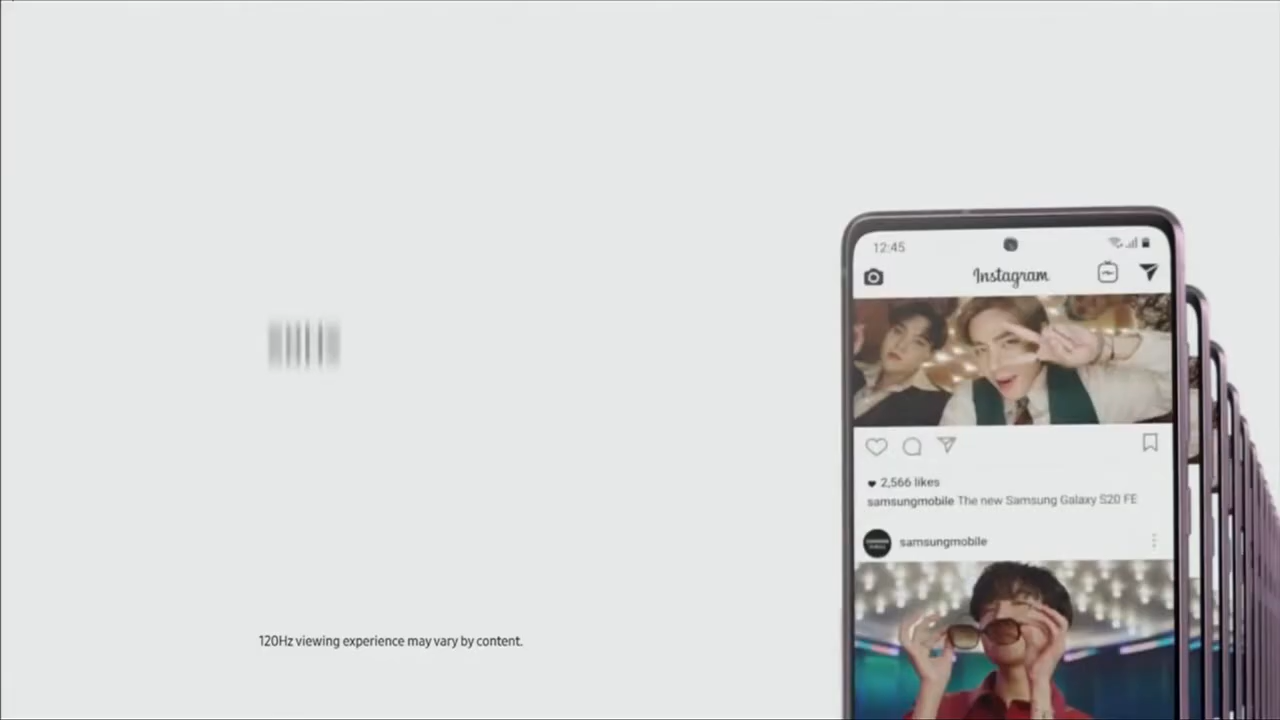 12:45
Instagram
2,566 likes
samsungmobile The new Samsung Galaxy S20 FE
samsungmobile
120Hz viewing experience may vary by content.